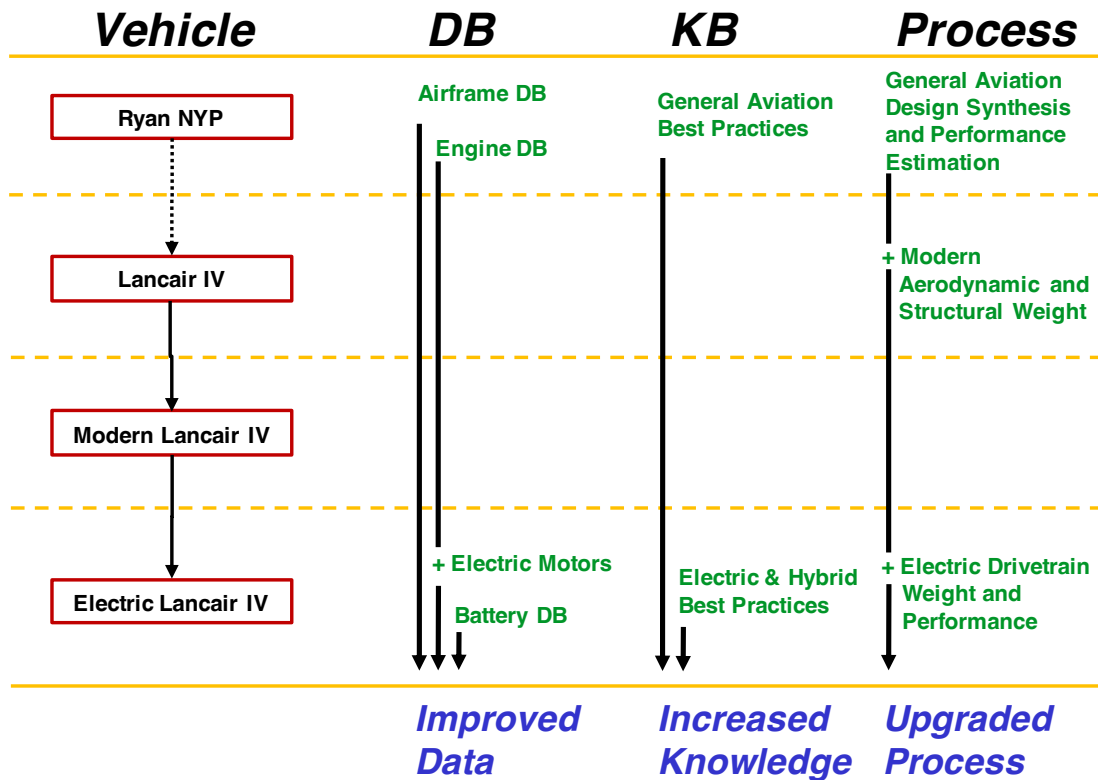 Vehicle DB KB Process
Ryan NYP
Airframe DB
Engine DB
General Aviation
Best Practices
General Aviation
Design Synthesis
and Performance
Estimation
Lancair IV
+ Modern
Aerodynamic and
Structural Weight
Modern Lancair IV
Electric Lancair IV
+ Electric Motors
Battery DB
Electric & Hybrid
Best Practices
+ Electric Drivetrain
Weight and
Performance
Improved
Data
Increased
Knowledge
Upgraded
Process